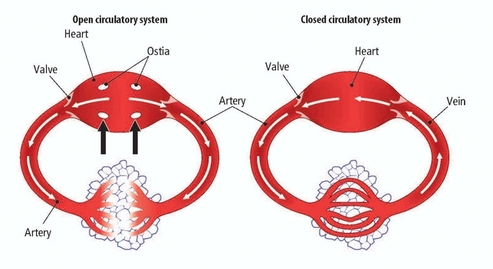 Open circulatory system
Heart
Ostia
Valve
Artery
Artery
Closed circulatory system
Heart
Valve
Vein